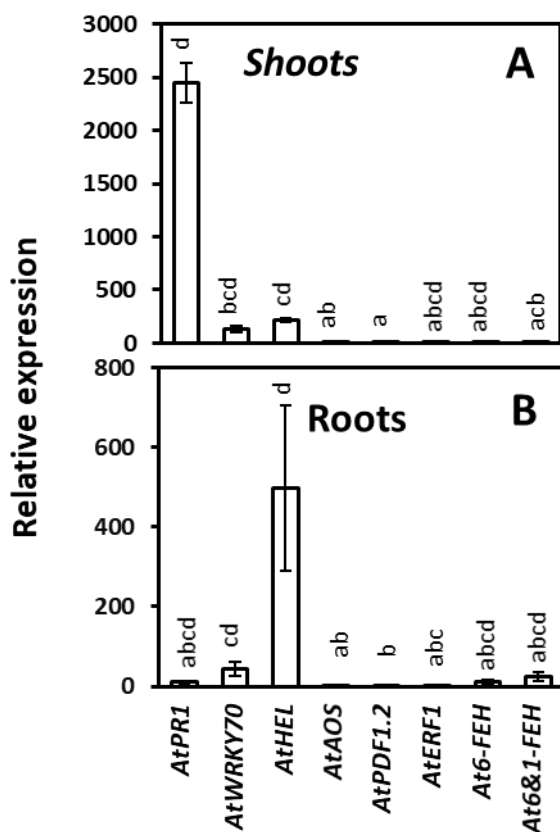 Relative expression
3000
2500
2000
1500
1000
500
0
Shoots
A
d
bcd
cd
ab
a
abcd
abcd
acb
800
600
400
200
0
Roots
B
abcd
cd
d
ab
b
abc
abcd
abcd
AtPR1
AtWRKY70
AtHEL
AtAOS
AtPDF1.2
AtERF1
At6-FEH
At6&1-FEH